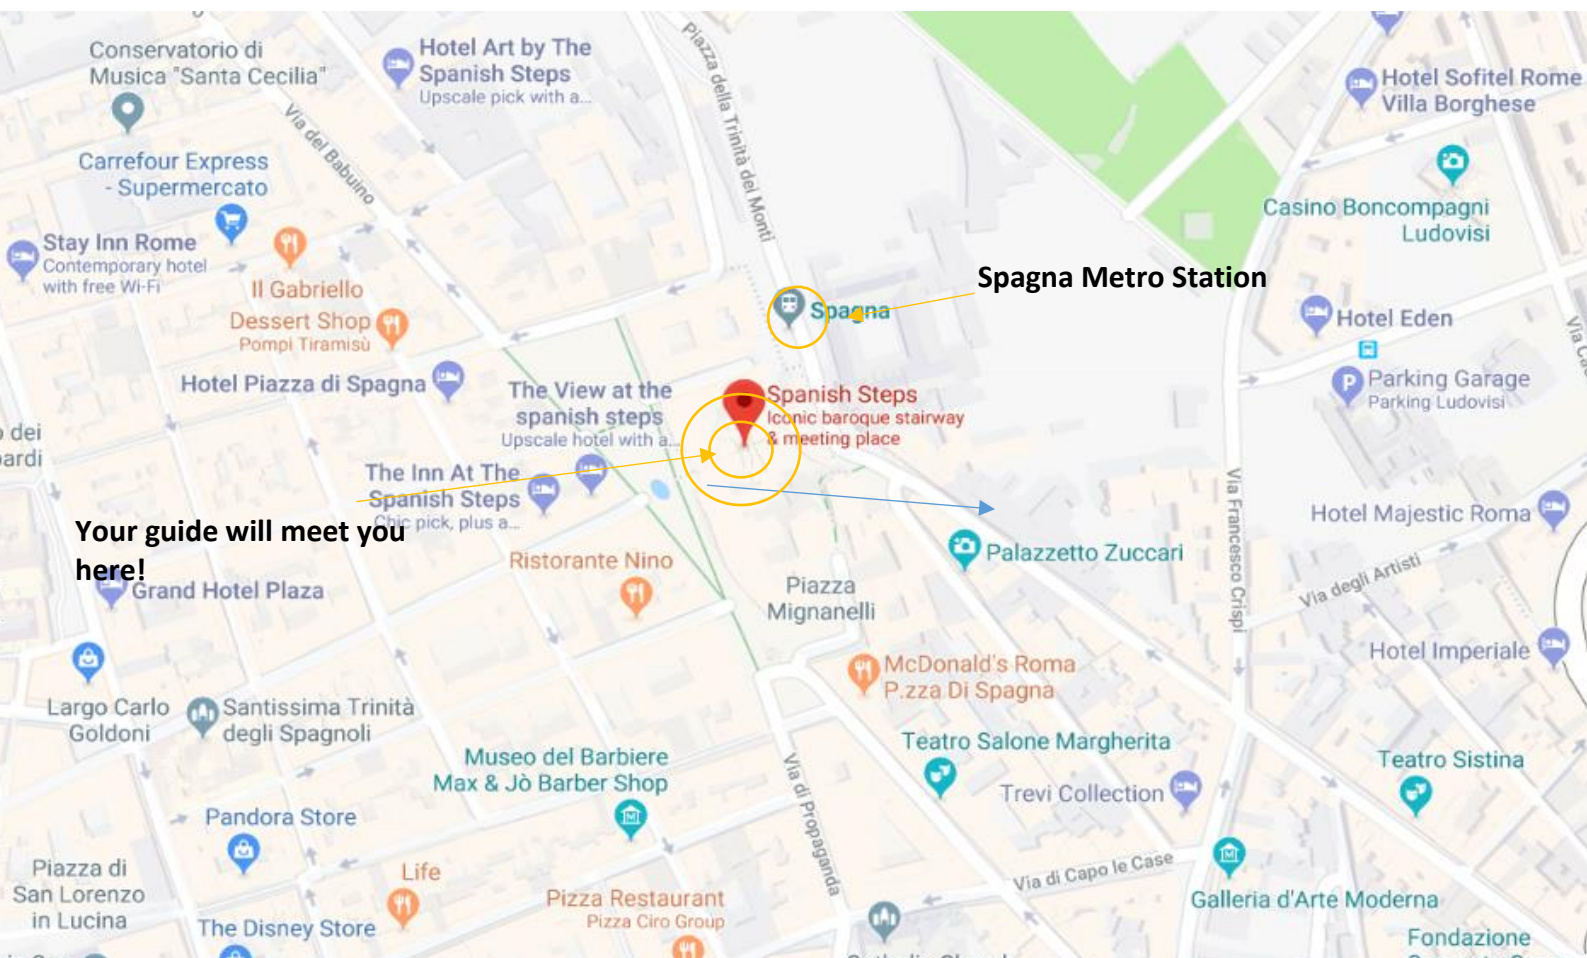 Conservatorio di
Musica "Santa Cecilia"
Hotel Art by The
Spanish Steps
Upscale pick with a...
Piazza della Trinità dei Monti
Hotel Sofitel Rome
Villa Borghese
Via del Babuino
Carrefour Express
- Supermercato
Casino Boncompagni
Ludovisi
Stay Inn Rome
Contemporary hotel
with free Wi-Fi
Il Gabriello
Spagna Metro Station
Spagna
Dessert Shop
Pompi Tiramisù
Hotel Eden
Hotel Piazza di Spagna
The View at the
spanish steps
Upscale hotel with a...
Spanish Steps
Iconic baroque stairway
& meeting place
P
Parking Garage
Parking Ludovisi
dei
ardi
The Inn At The
Spanish Steps
Chic pick, plus a...
Your guide will meet you
here!
Via Francesco Crispi
Hotel Majestic Roma
Ristorante Nino
Palazzetto Zuccari
Grand Hotel Plaza
Piazza
Mignanelli
Via degli Artisti
Hotel Imperiale
McDonald's Roma
P.zza Di Spagna
Largo Carlo
Goldoni
Santissima Trinità
degli Spagnoli
Museo del Barbiere
Max & Jò Barber Shop
Via di Propaganda
Teatro Salone Margherita
Trevi Collection
Teatro Sistina
Pandora Store
Piazza di
San Lorenzo
in Lucina
Life
Via di Capo le Case
Pizza Restaurant
Pizza Ciro Group
Galleria d'Arte Moderna
The Disney Store
Fondazione